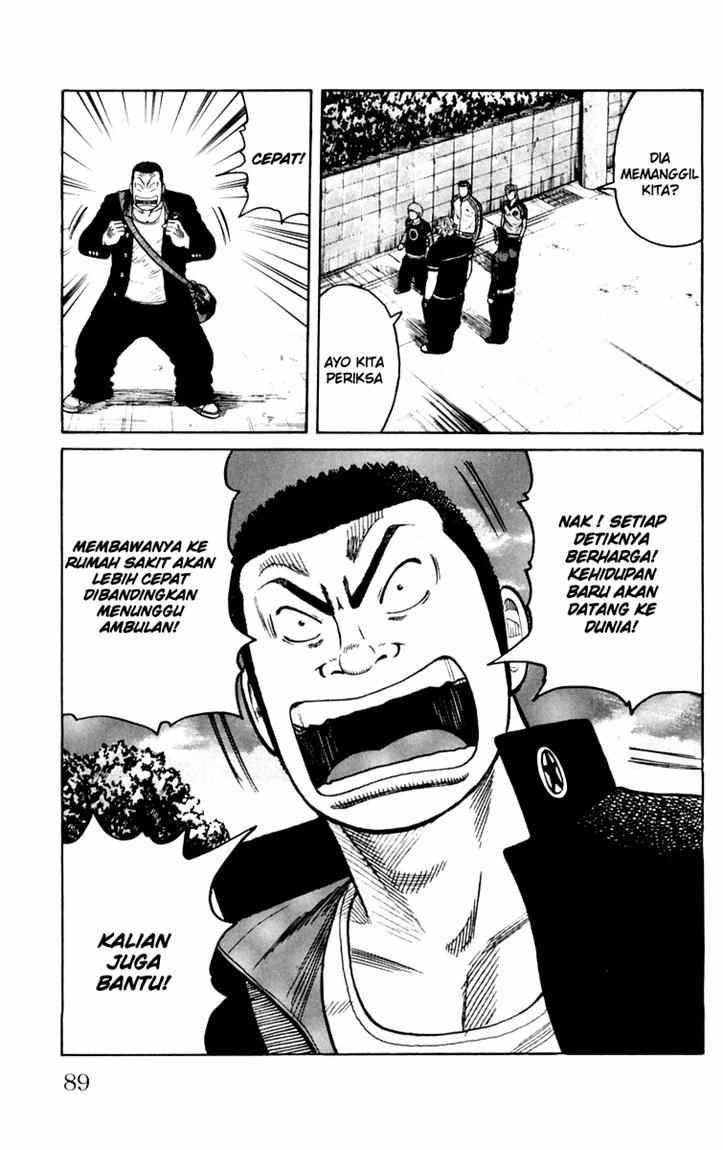 DIA
MEMANGGIL
KITA?
AYO KITA
PERIKSA
CEPAT!
NAK ! SETIAP
DETIKNYA
BERHARGA!
KEHIDUPAN
BARU AKAN
DATANG KE
DUNIA!
MEMBAWANYA KE
RUMAH SAKIT AKAN
LEBIH CEPAT
DIBANDINGKAN
MENUNGGU
AMBULAN!
KALIAN
JUGA
BANTU!
89